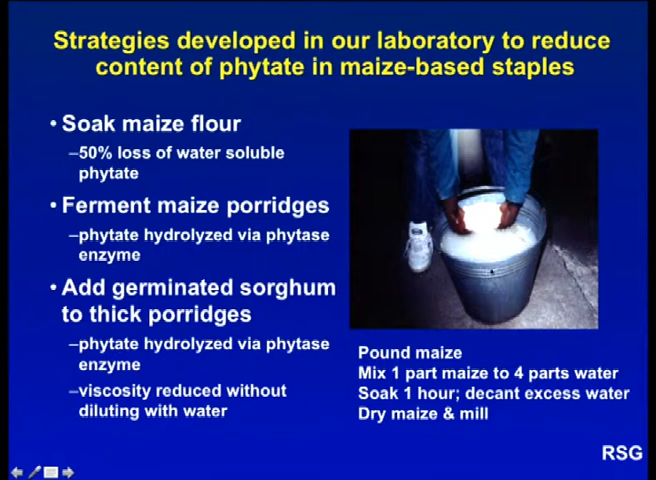 Strategies developed in our laboratory to reduce
content of phytate in maize-based staples
• Soak maize flour
–50% loss of water soluble
phytate
• Ferment maize porridges
–phytate hydrolyzed via phytase
enzyme
• Add germinated sorghum
to thick porridges
–phytate hydrolyzed via phytase
enzyme
–viscosity reduced without
diluting with water
Pound maize
Mix 1 part maize to 4 parts water
Soak 1 hour; decant excess water
Dry maize & mill
RSG